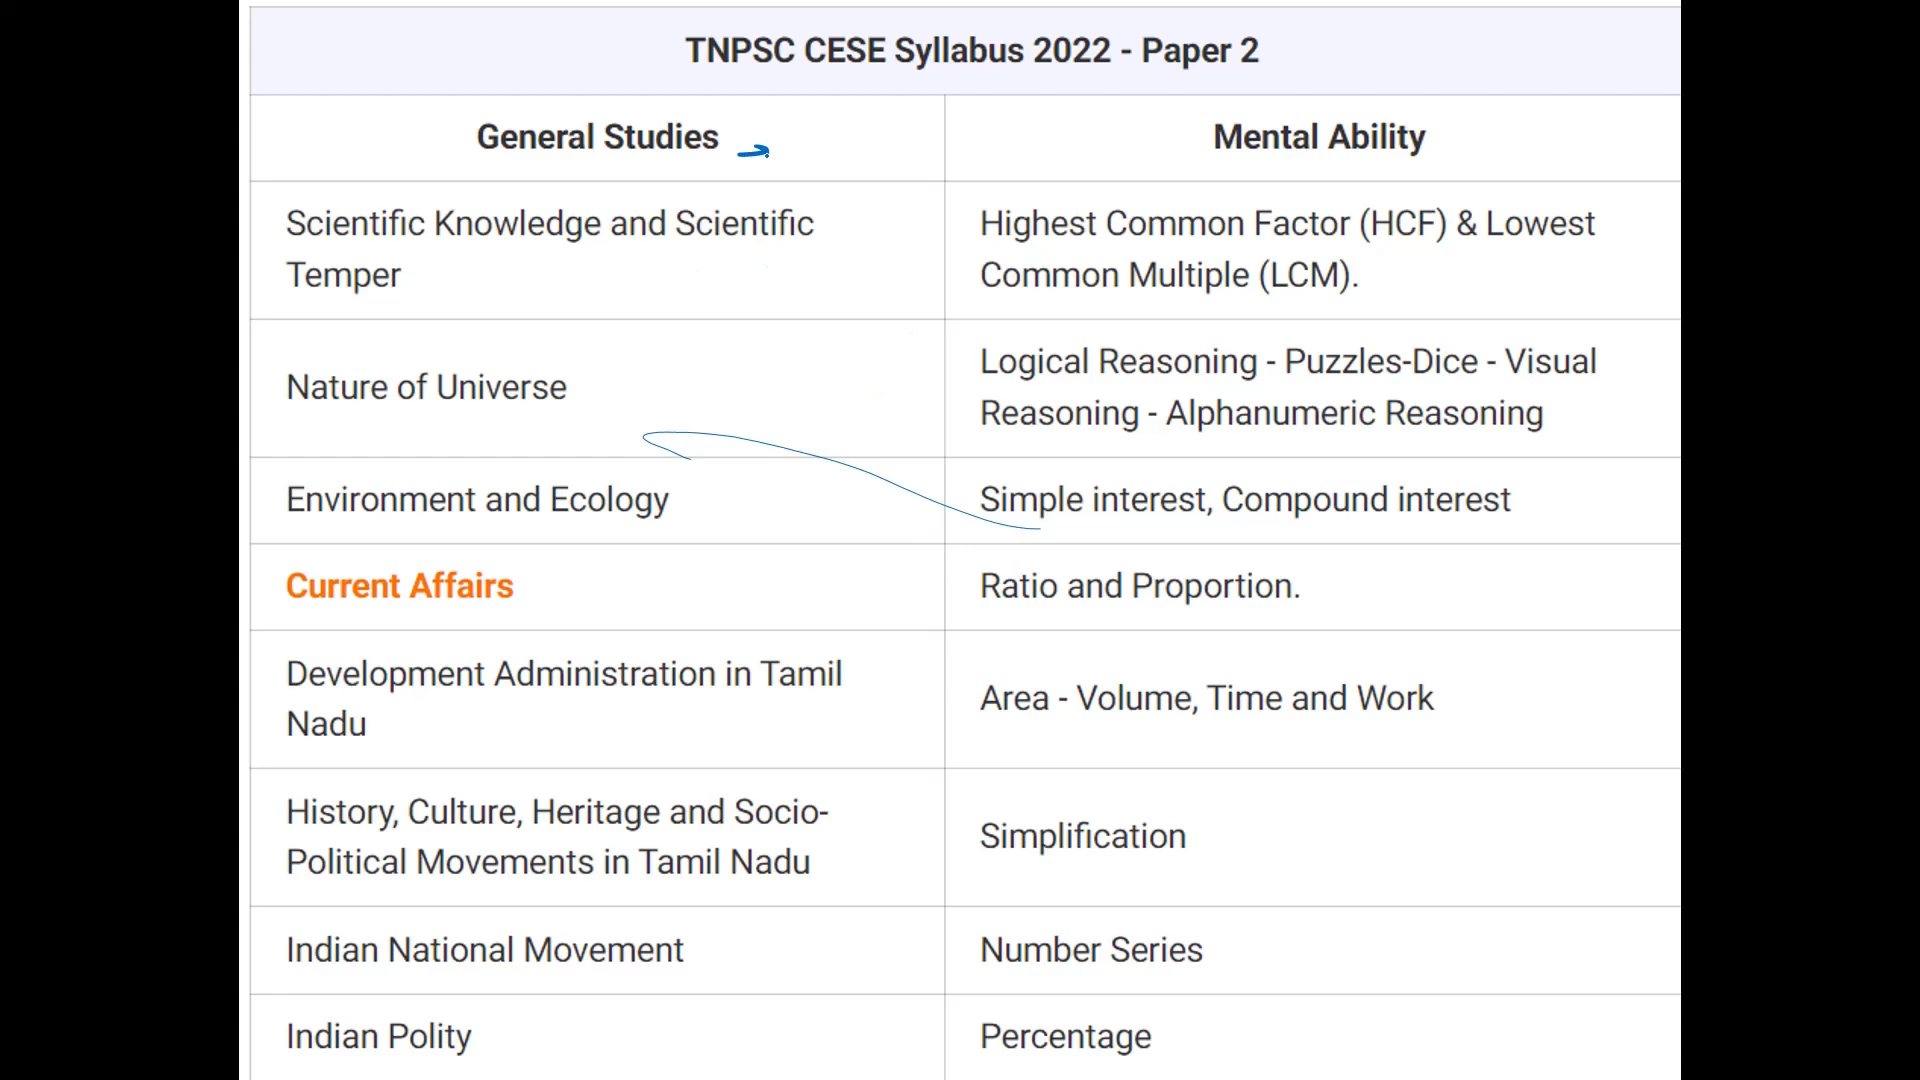 TNPSC CESE Syllabus 2022 - Paper 2
General Studies
Mental Ability
Scientific Knowledge and Scientific
Temper
Highest Common Factor (HCF) & Lowest
Common Multiple (LCM).
Nature of Universe
Logical Reasoning - Puzzles-Dice - Visual
Reasoning - Alphanumeric Reasoning
Environment and Ecology
Simple interest, Compound interest
Current Affairs
Ratio and Proportion.
Development Administration in Tamil
Nadu
Area - Volume, Time and Work
History, Culture, Heritage and Socio-
Political Movements in Tamil Nadu
Simplification
Indian National Movement
Number Series
Indian Polity
Percentage